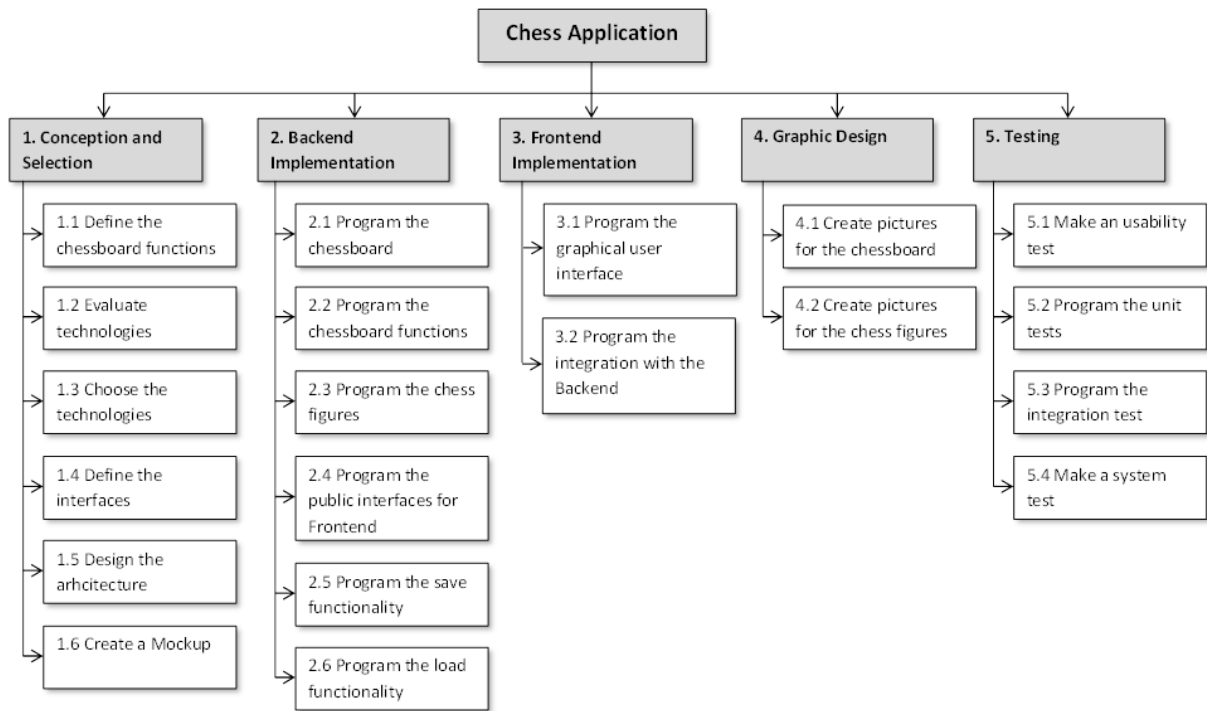 Chess Application
1. Conception and
Selection
1.1 Define the
chessboard functions
1.2 Evaluate
technologies
1.3 Choose the
technologies
1.4 Define the
interfaces
1.5 Design the
arhcitecture
1.6 Create a Mockup
2. Backend
Implementation
2.1 Program the
chessboard
2.2 Program the
chessboard functions
2.3 Program the chess
figures
2.4 Program the
public interfaces for
Frontend
2.5 Program the save
functionality
2.6 Program the load
functionality
3. Frontend
Implementation
3.1 Program the
graphical user
interface
3.2 Program the
integration with the
Backend
4. Graphic Design
4.1 Create pictures
for the chessboard
4.2 Create pictures
for the chess figures
5. Testing
5.1 Make an usability
test
5.2 Program the unit
tests
5.3 Program the
integration test
5.4 Make a system
test